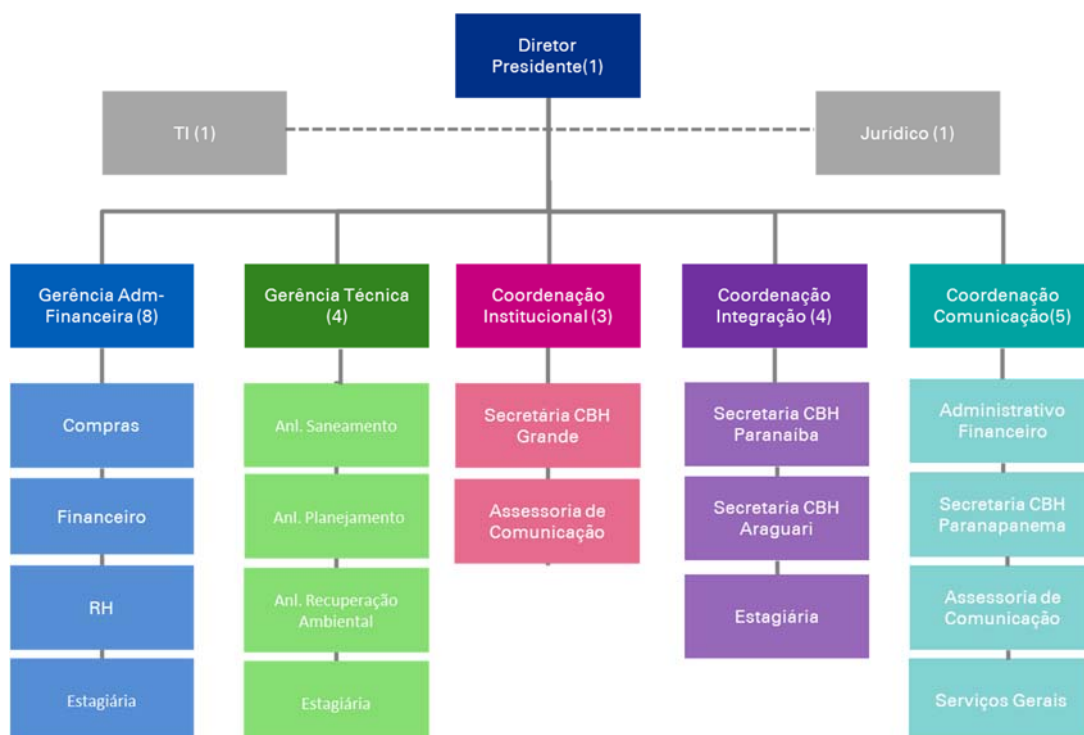 Diretor
Presidente(1)
TI (1)
Jurídico (1)
Gerência Adm-
Financeira (8)
Gerência Técnica
(4)
Coordenação
Institucional (3)
Coordenação
Integração (4)
Coordenação
Comunicação(5)
Compras
Financeiro
RH
Estagiária
Anl. Saneamento
Anl. Planejamento
Anl. Recuperação
Ambiental
Estagiária
Secretária CBH
Grande
Assessoria de
Comunicação
Secretaria CBH
Paranaíba
Secretaria CBH
Araguari
Estagiária
Administrativo
Financeiro
Secretaria CBH
Paranapanema
Assessoria de
Comunicação
Serviços Gerais